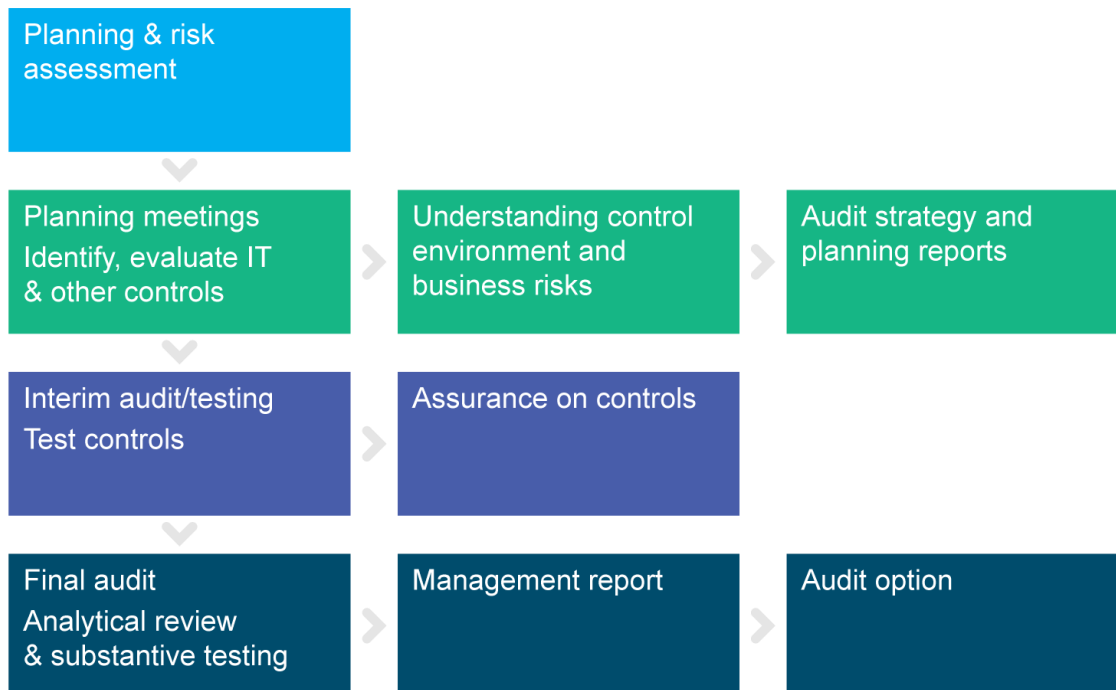 Planning & risk
assessment
Planning meetings
Identify, evaluate IT
& other controls
Understanding control
environment and
business risks
Audit strategy and
planning reports
Interim audit/testing
Test controls
Assurance on controls
Final audit
Analytical review
& substantive testing
Management report
Audit option